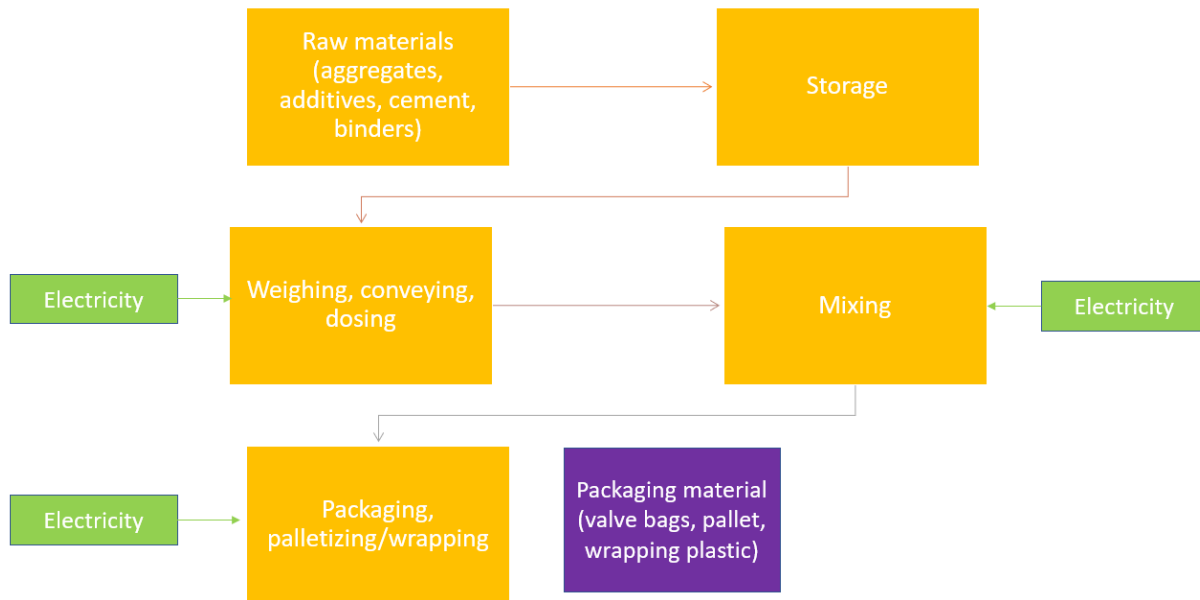 Raw materials
(aggregates,
additives, cement,
binders)
Storage
Electricity
Weighing, conveying,
dosing
Mixing
Electricity
Electricity
Packaging,
palletizing/wrapping
Packaging material
(valve bags, pallet,
wrapping plastic)